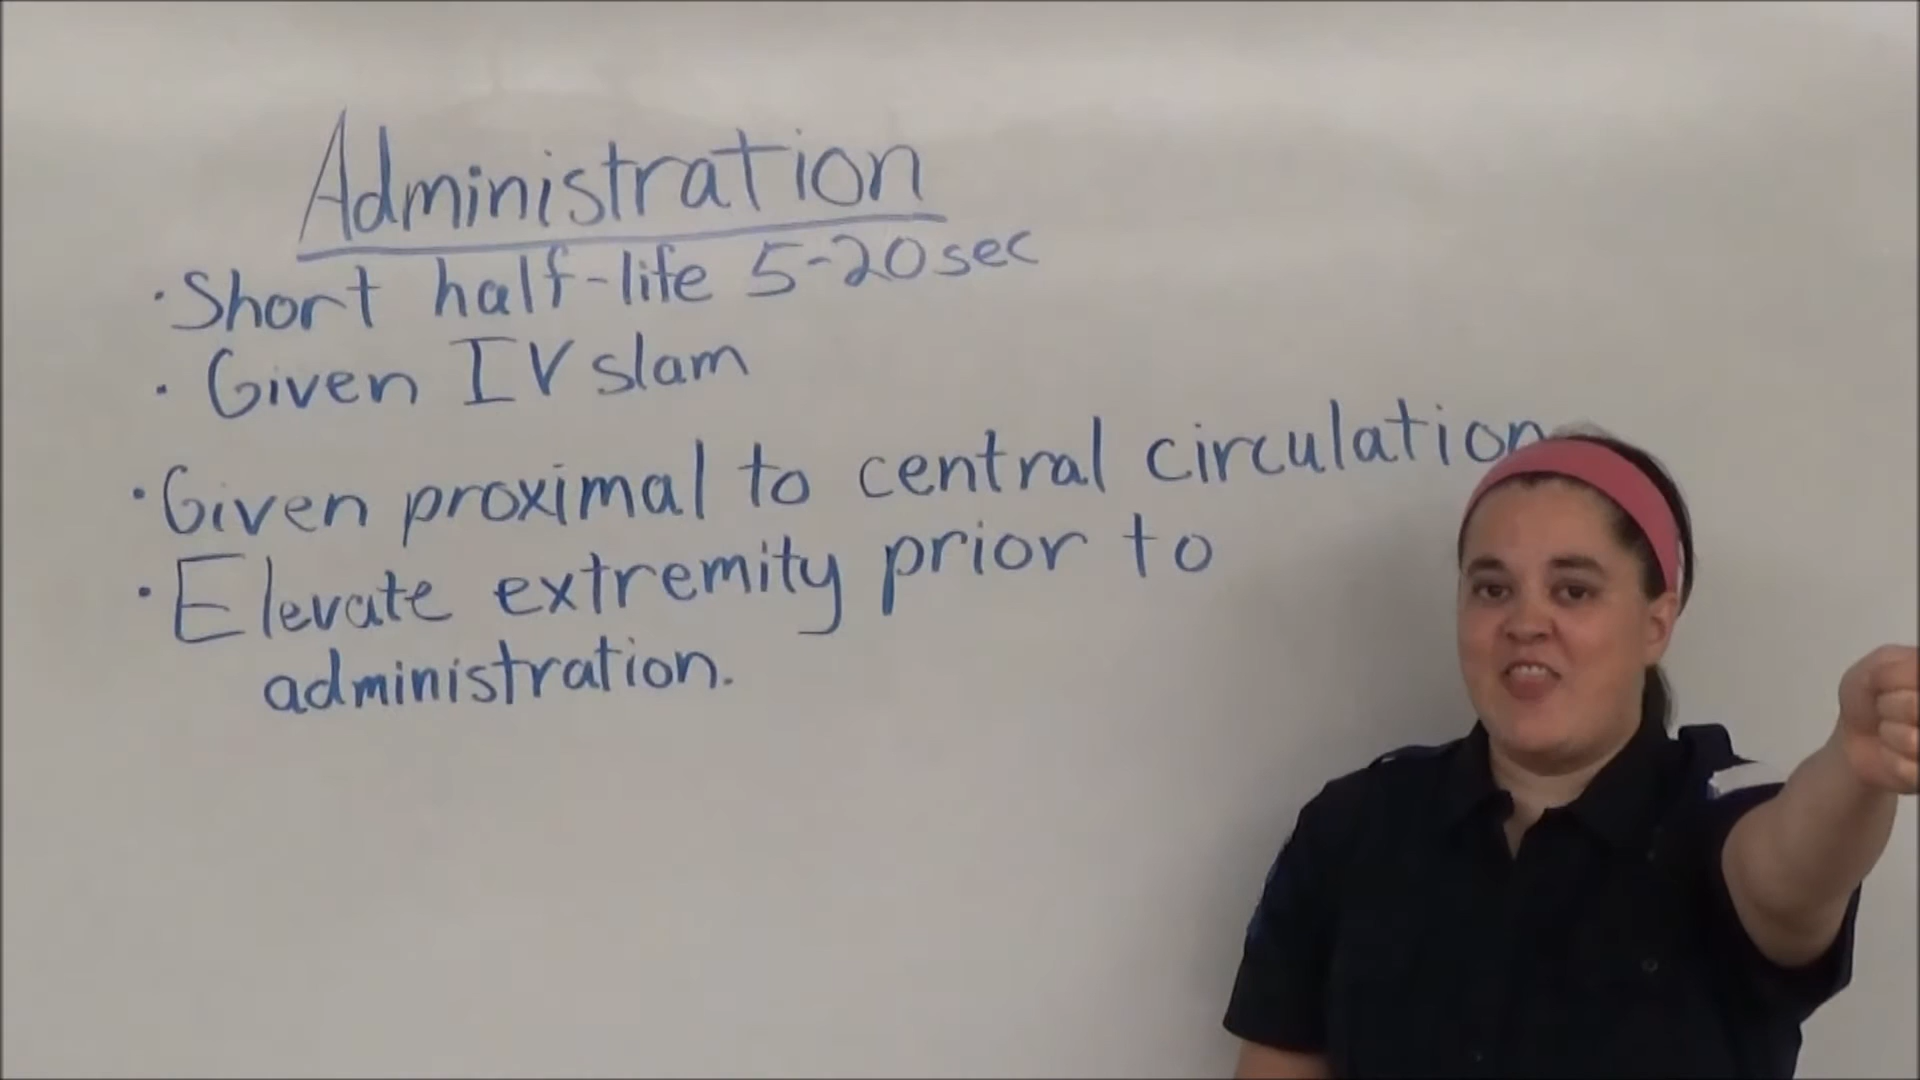 Administration
· Short half-life 5-20sec
· Given IV slam
· Given proximal to central circulation
· Elevate extremity prior to
administration.